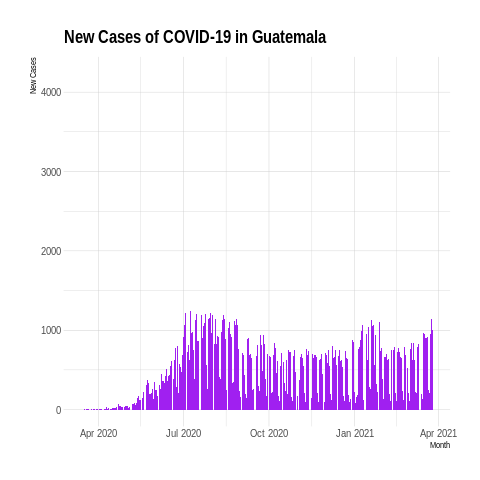 New Cases of COVID-19 in Guatemala
New Cases
4000
3000
2000
1000
0
Apr 2020 Jul 2020 Oct 2020 Jan 2021 Apr 2021
Month